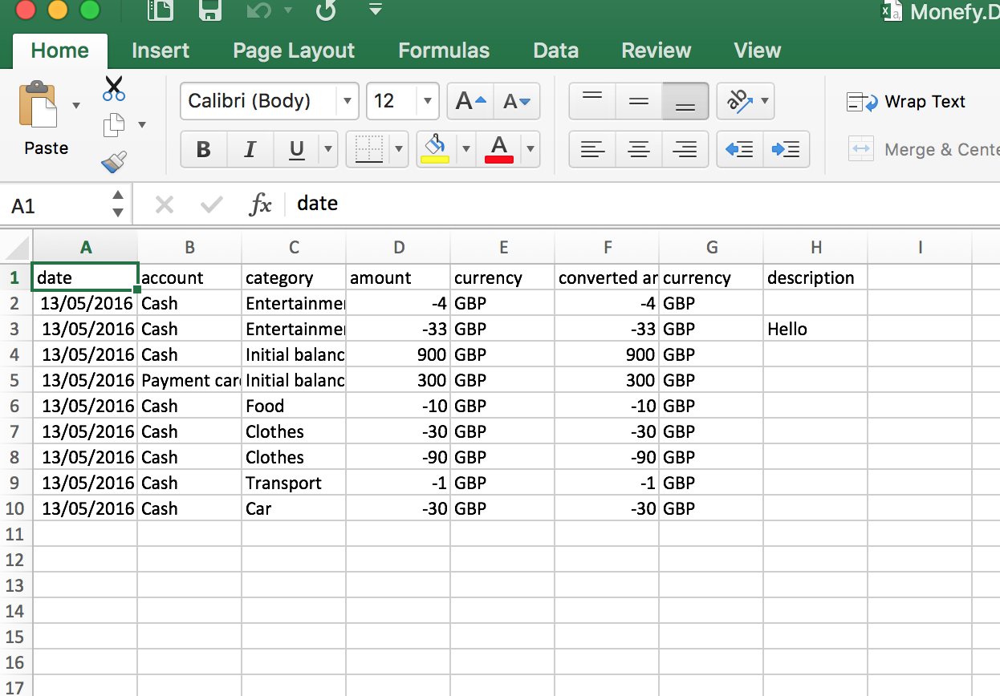 Monefy.D
Home Insert Page Layout Formulas Data Review View
Paste
Calibri (Body) 12 A A
Wrap Text
B I U A
Merge & Cente
A1 fx date
A B C D E F G H I
1 date account category amount currency converted ar currency description
2 13/05/2016 Cash Entertainme -4 GBP -4 GBP
3 13/05/2016 Cash Entertainme -33 GBP -33 GBP Hello
4 13/05/2016 Cash Initial balanc 900 GBP 900 GBP
5 13/05/2016 Payment car Initial balanc 300 GBP 300 GBP
6 13/05/2016 Cash Food -10 GBP -10 GBP
7 13/05/2016 Cash Clothes -30 GBP -30 GBP
8 13/05/2016 Cash Clothes -90 GBP -90 GBP
9 13/05/2016 Cash Transport -1 GBP -1 GBP
10 13/05/2016 Cash Car -30 GBP -30 GBP
11
12
13
14
15
16
17